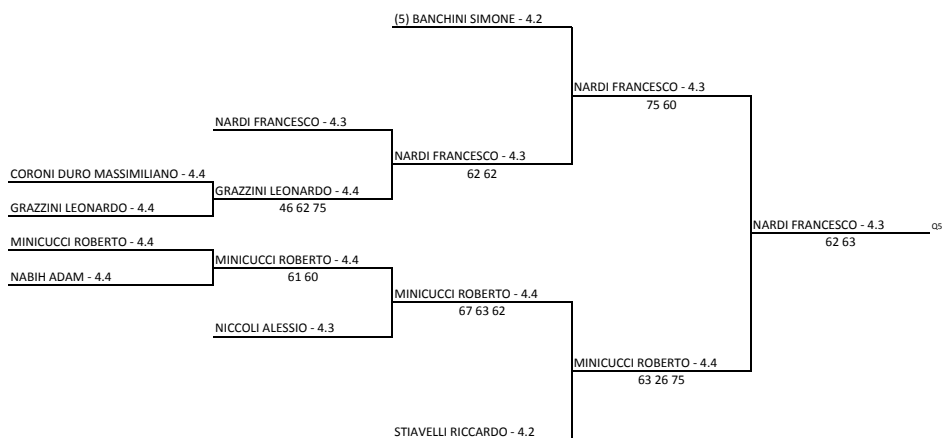 (5) BANCHINI SIMONE - 4.2
NARDI FRANCESCO - 4.3
75 60
NARDI FRANCESCO - 4.3
NARDI FRANCESCO - 4.3
62 62
CORONI DURO MASSIMILIANO - 4.4
GRAZZINI LEONARDO - 4.4
46 62 75
GRAZZINI LEONARDO - 4.4
NARDI FRANCESCO - 4.3
Q5
62 63
MINICUCCI ROBERTO - 4.4
MINICUCCI ROBERTO - 4.4
61 60
NABIH ADAM - 4.4
MINICUCCI ROBERTO - 4.4
67 63 62
NICCOLI ALESSIO - 4.3
MINICUCCI ROBERTO - 4.4
63 26 75
STIAVELLI RICCARDO - 4.2